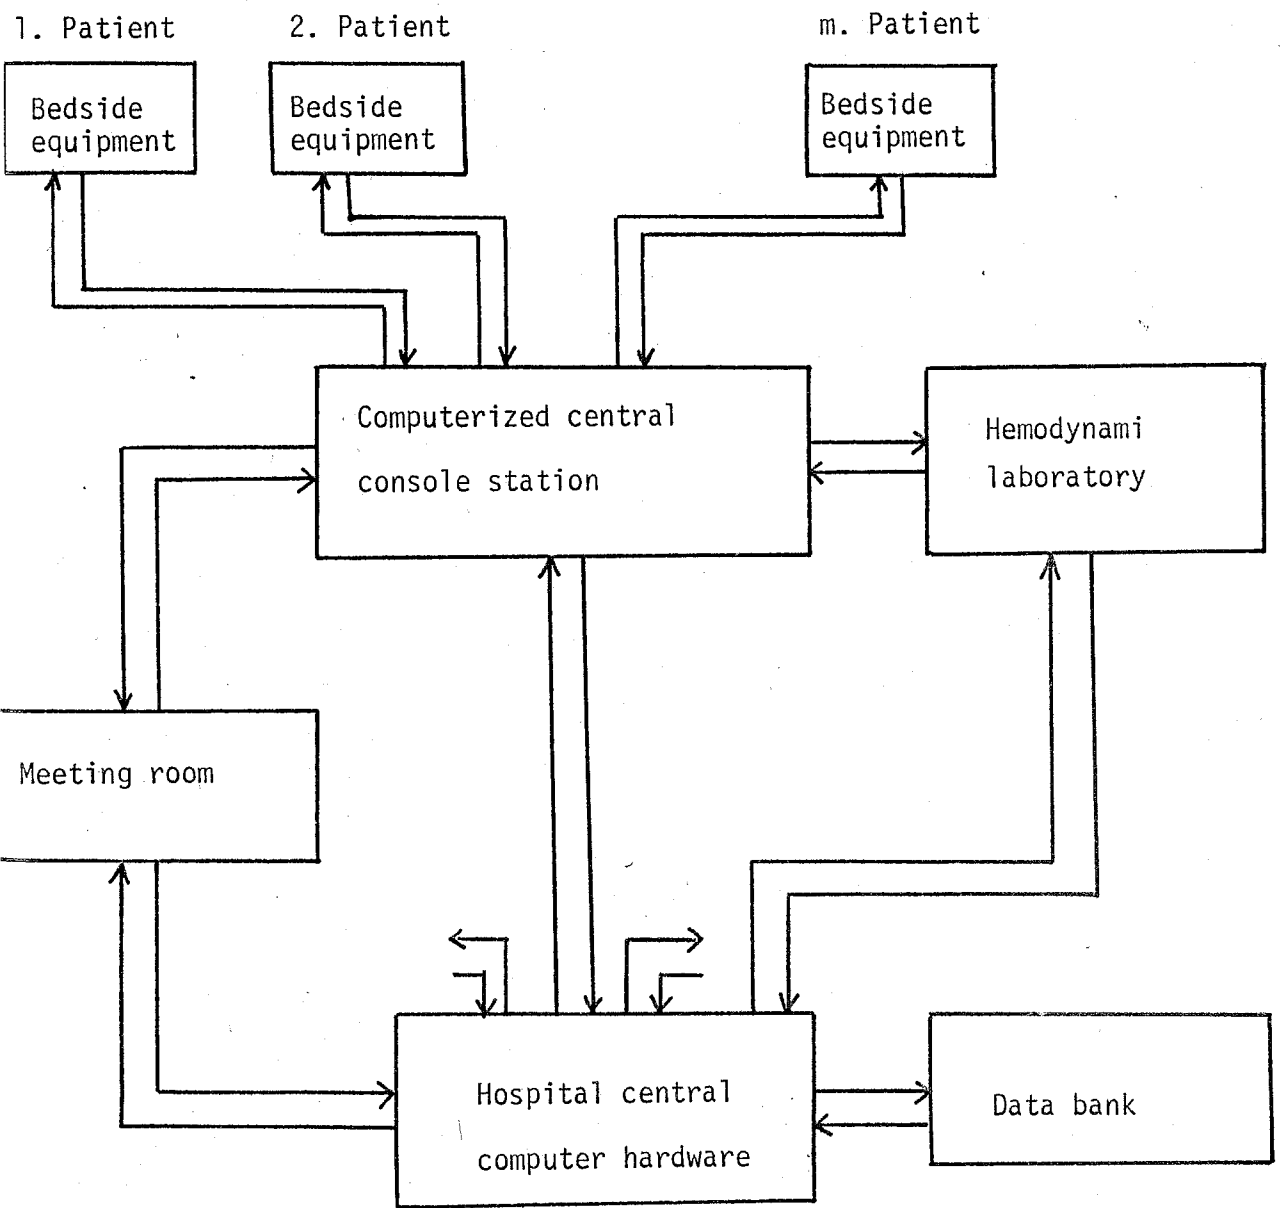 1. Patient
2. Patient
m. Patient
Bedside
equipment
Bedside
equipment
Bedside
equipment
Computerized central
console station
Hemodynami
laboratory
Meeting room
Hospital central
computer hardware
Data bank